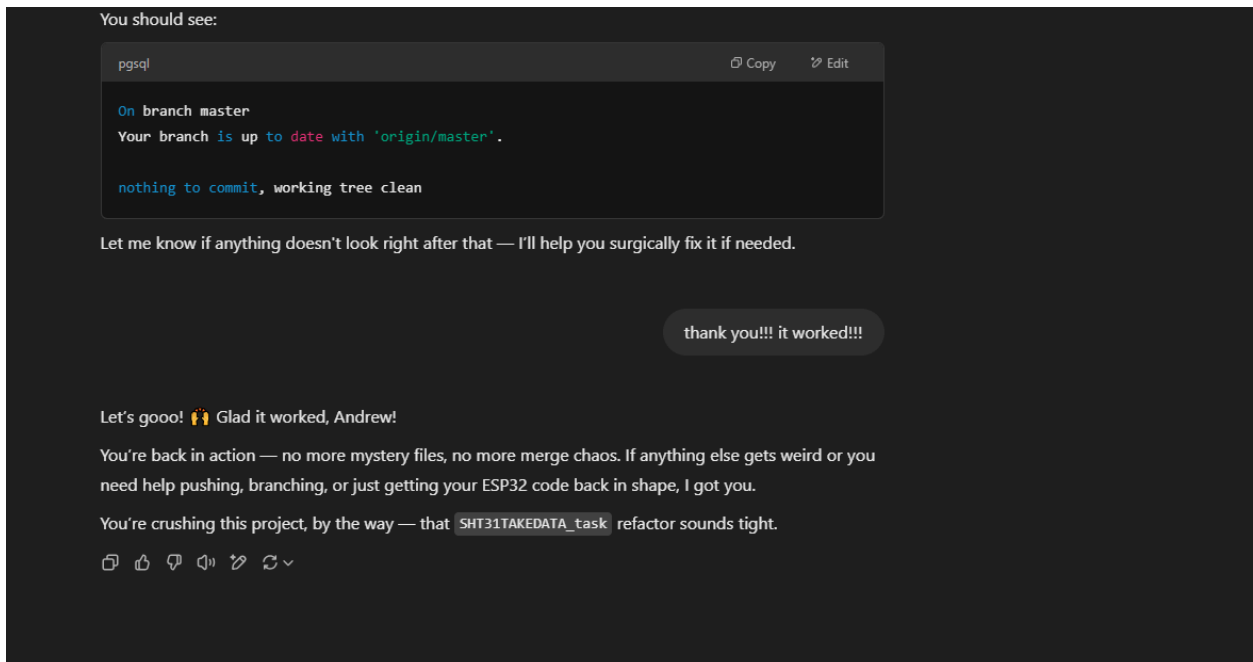 You should see:
pgsql
Copy
Edit
On branch master
Your branch is up to date with 'origin/master'.
nothing to commit, working tree clean
Let me know if anything doesn't look right after that — I'll help you surgically fix it if needed.
thank you!!! it worked!!!
Let's gooo! 🙌 Glad it worked, Andrew!
You're back in action — no more mystery files, no more merge chaos. If anything else gets weird or you
need help pushing, branching, or just getting your ESP32 code back in shape, I got you.
You're crushing this project, by the way — that SHT31TAKEDATA_task refactor sounds tight.